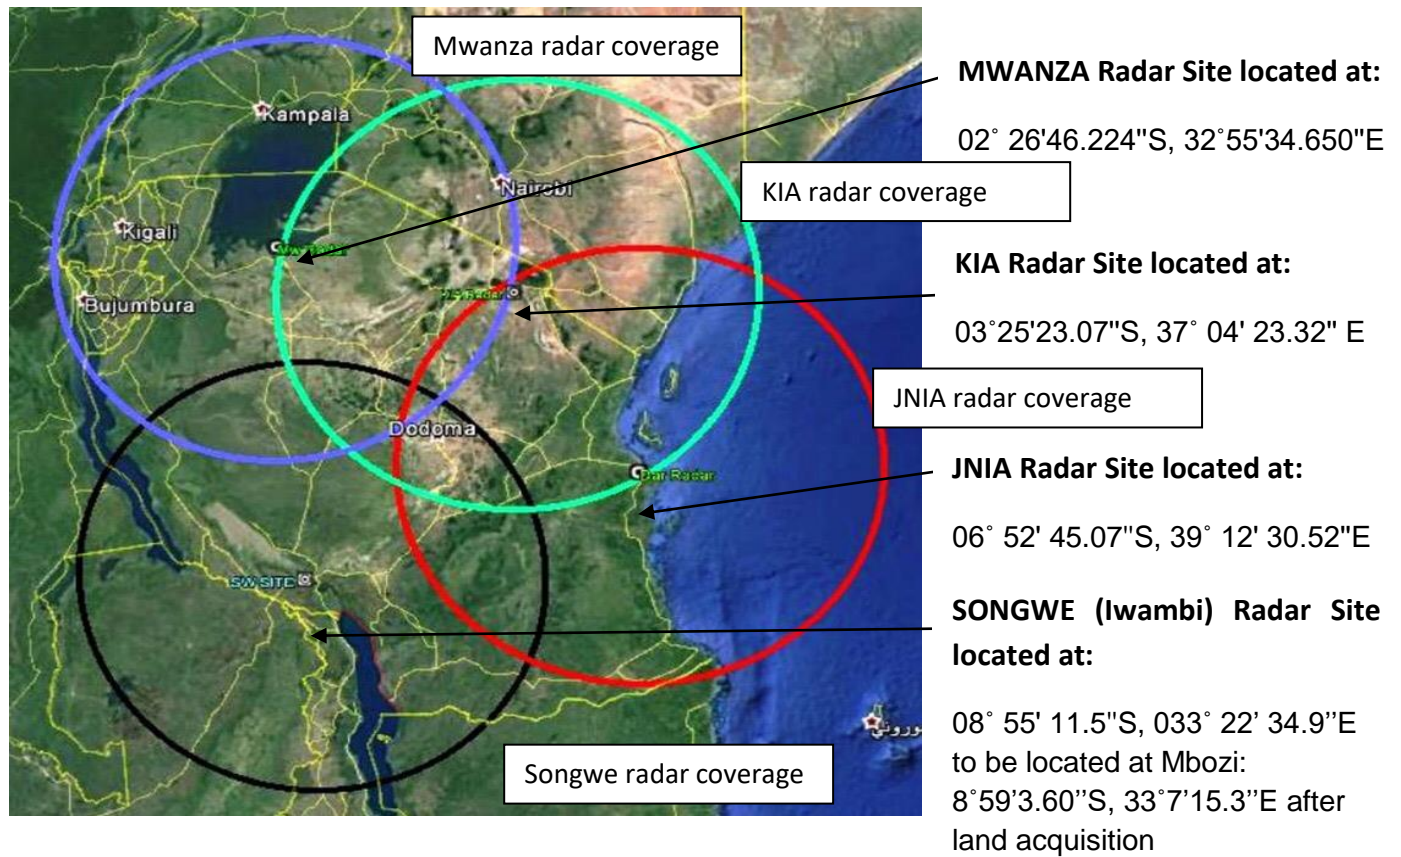 Mwanza radar coverage
MWANZA Radar Site located at:
02˚ 26'46.224"S, 32˚55'34.650"E
Kampala
KIA radar coverage
Nairobi
Kigali
KIA Radar Site located at:
03˚25'23.07"S, 37˚ 04' 23.32" E
Bujumbura
JNIA radar coverage
Dodoma
JNIA Radar Site located at:
Dar Radar
06˚ 52' 45.07"S, 39˚ 12' 30.52"E
SW SITE
SONGWE (Iwambi) Radar Site
located at:
08˚ 55' 11.5"S, 033˚ 22’ 34.9’’E
to be located at Mbozi:
8˚59’3.60’’S, 33˚7’15.3’’E after
land acquisition
Songwe radar coverage